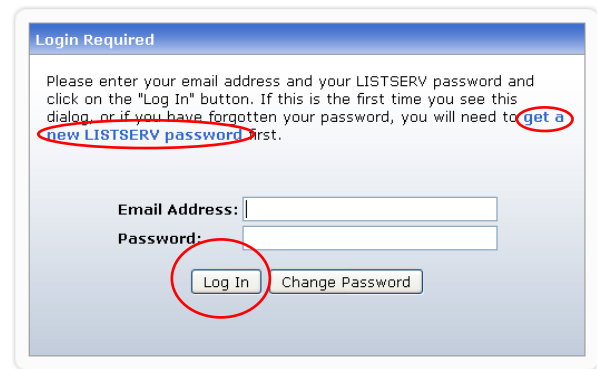 Login Required
Please enter your email address and your LISTSERV password and
click on the "Log In" button. If this is the first time you see this
dialog, or if you have forgotten your password, you will need to get a
new LISTSERV password first.
Email Address:
Password:
Log In Change Password